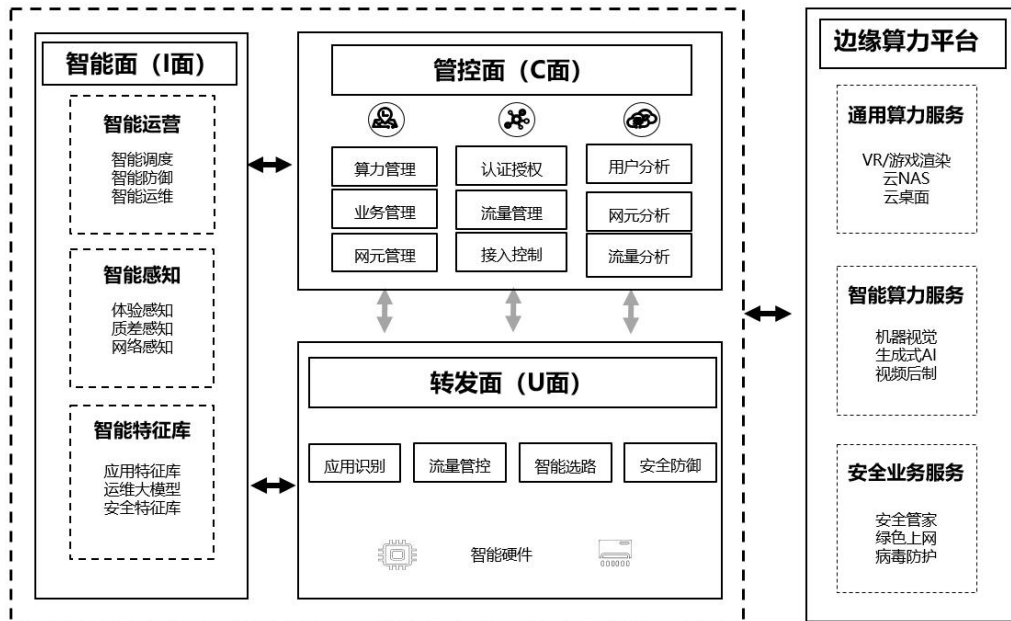 智能面（I面）
智能运营
智能调度
智能防御
智能运维
智能感知
体验感知
质差感知
网络感知
智能特征库
应用特征库
运维大模型
安全特征库
管控面（C面）
算力管理
认证授权
用户分析
业务管理
流量管理
网元分析
网元管理
接入控制
流量分析
转发面（U面）
应用识别
流量管控
智能选路
安全防御
智能硬件
边缘算力平台
通用算力服务
VR/游戏渲染
云NAS
云桌面
智能算力服务
机器视觉
生成式AI
视频后制
安全业务服务
安全管家
绿色上网
病毒防护